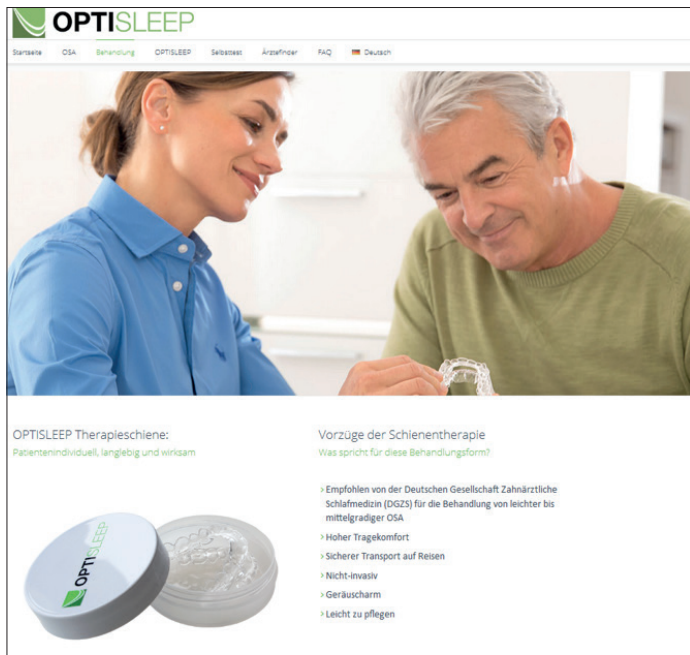 OPTISLEEP
Startseite OSA Behandlung OPTISLEEP Selbsttest Ärztefinder FAQ Deutsch
OPTISLEEP Therapieschiene:
Patientenindividuell, langlebig und wirksam
OPTISLEEP
Vorzüge der Schienentherapie
Was spricht für diese Behandlungsform?
› Empfohlen von der Deutschen Gesellschaft Zahnärztliche
Schlafmedizin (DGZS) für die Behandlung von leichter bis
mittelgradiger OSA
› Hoher Tragekomfort
› Sicherer Transport auf Reisen
› Nicht-invasiv
› Geräuscharm
› Leicht zu pflegen